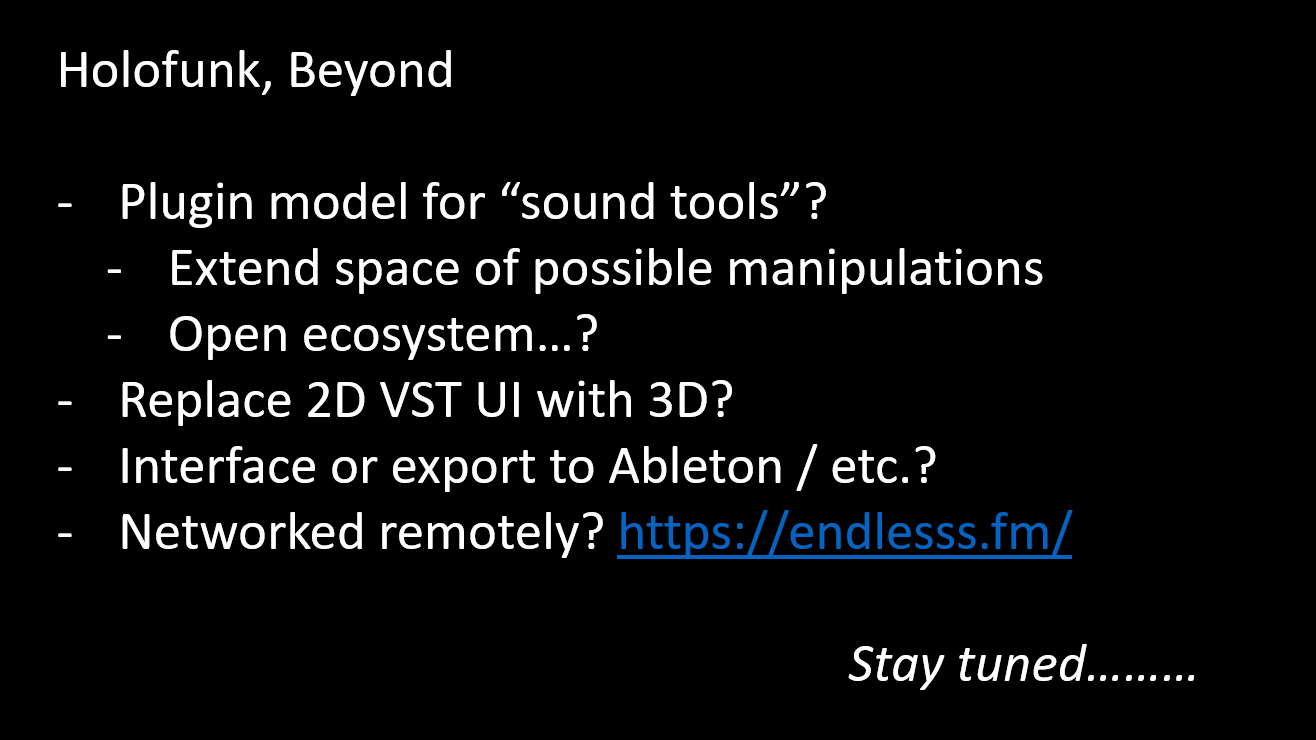 Holofunk, Beyond
- Plugin model for “sound tools”?
- Extend space of possible manipulations
- Open ecosystem…?
- Replace 2D VST UI with 3D?
- Interface or export to Ableton / etc.?
- Networked remotely? https://endlesss.fm/
Stay tuned………